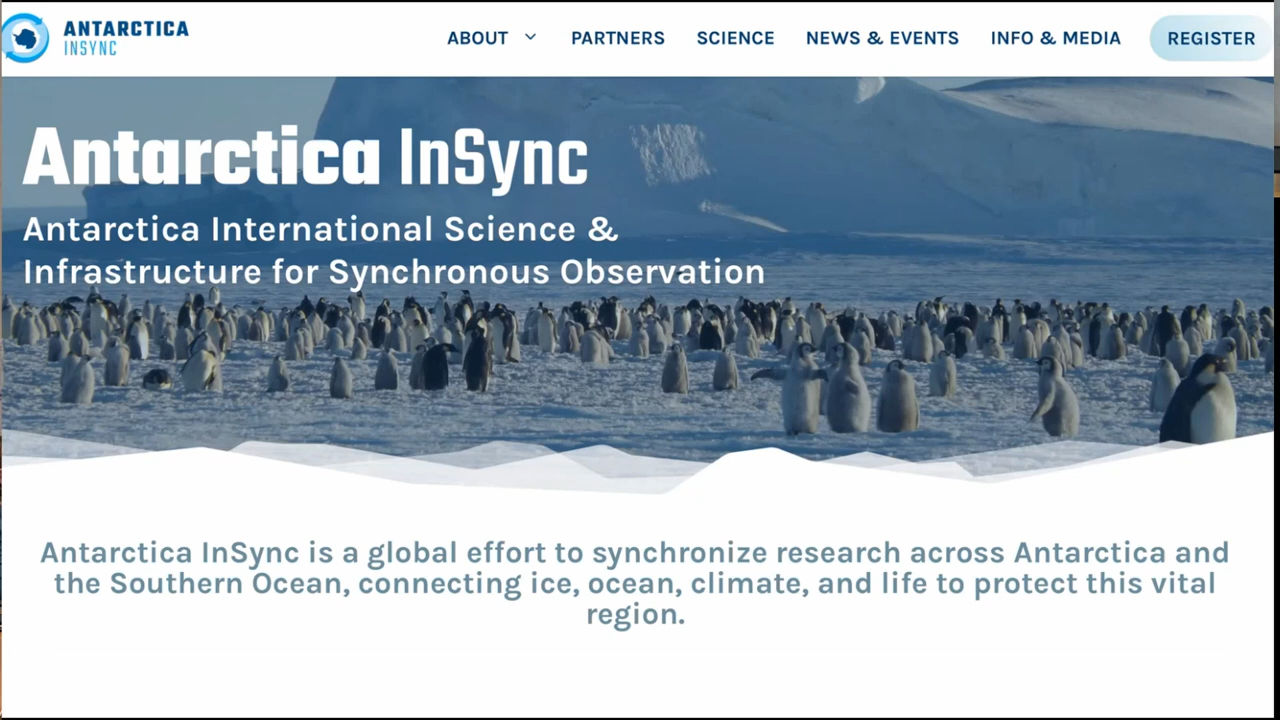 ANTARCTICA
INSYNC
ABOUT
PARTNERS
SCIENCE
NEWS & EVENTS
INFO & MEDIA
REGISTER
Antarctica InSync
Antarctica International Science &
Infrastructure for Synchronous Observation
Antarctica InSync is a global effort to synchronize research across Antarctica and
the Southern Ocean, connecting ice, ocean, climate, and life to protect this vital
region.